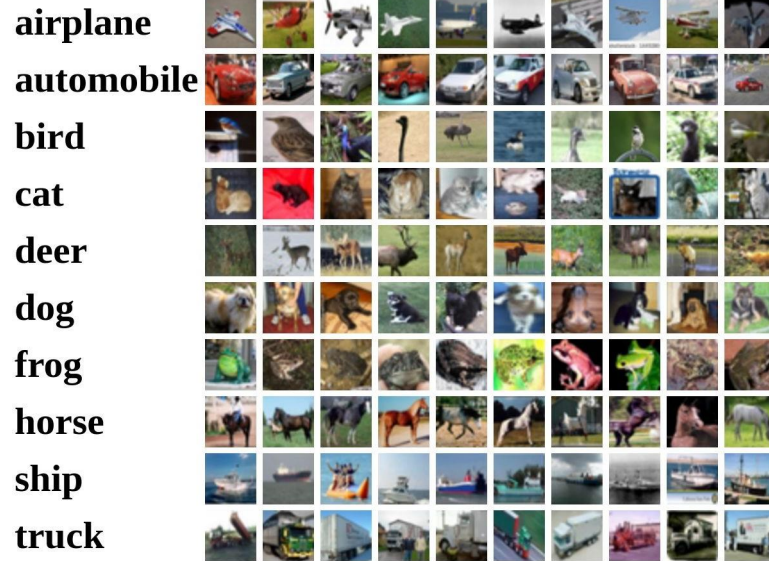 airplane
automobile
bird
cat
deer
dog
frog
horse
ship
truck